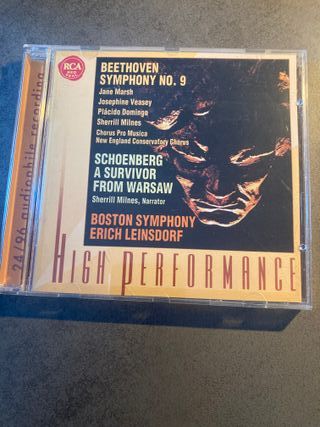 RCA
BEETHOVEN
SYMPHONY NO. 9
Jane Marsh
Josephine Veasey
Plácido Domingo
Sherrill Milnes
Chorus Pro Musica
New England Conservatory Chorus
SCHOENBERG
A SURVIVOR
FROM WARSAW
Sherrill Milnes, Narrator
BOSTON SYMPHONY
ERICH LEINSDORF
HIGH PERFORMANCE
24/96 audiophile recording